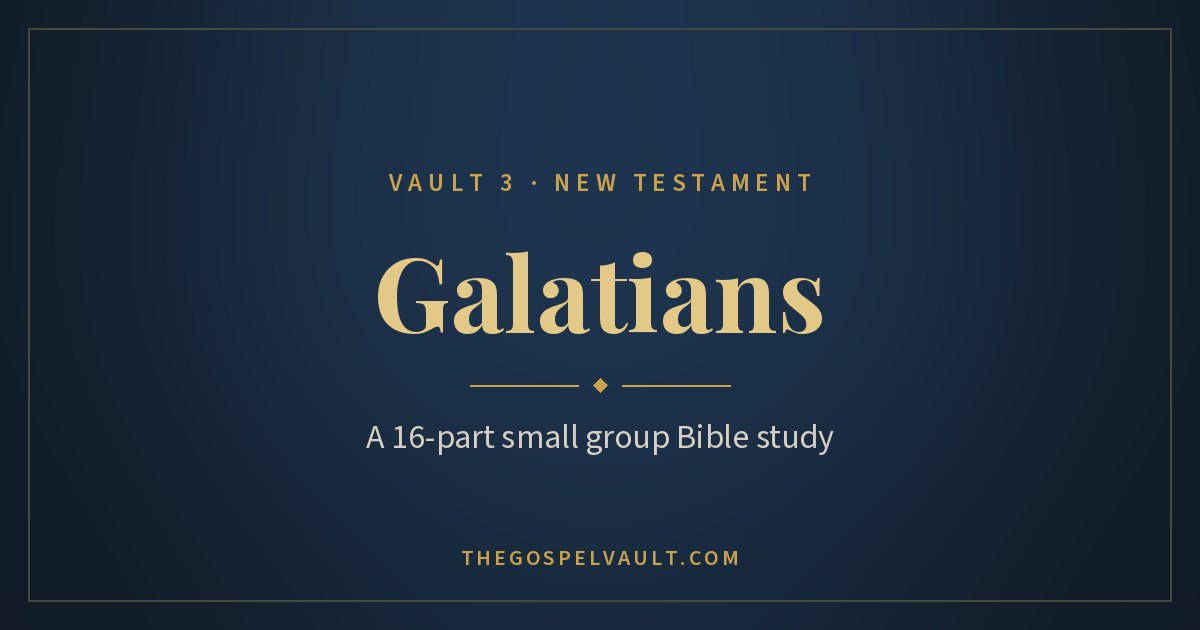 VAULT 3 · NEW TESTAMENT
Galatians
A 16-part small group Bible study
THEGOSPELVAULT.COM